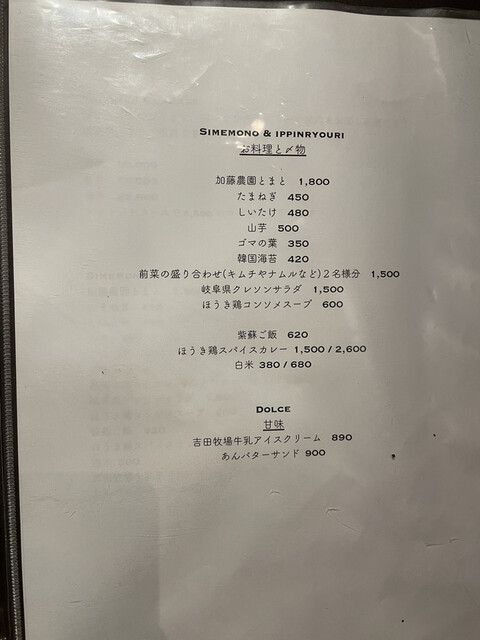 SIMEMONO & IPPINRYOURI
お料理と〆物
加藤農園とまと 1,800
たまねぎ 450
しいたけ 480
山芋 500
ゴマの葉 350
韓国海苔 420
前菜の盛り合わせ(キムチやナムルなど)2名様分 1,500
岐阜県クレソンサラダ 1,500
ほうき鶏コンソメスープ 600
紫蘇ご飯 620
ほうき鶏スパイスカレー 1,500 / 2,600
白米 380 / 680
DOLCE
甘味
吉田牧場牛乳アイスクリーム 890
あんバターサンド 900